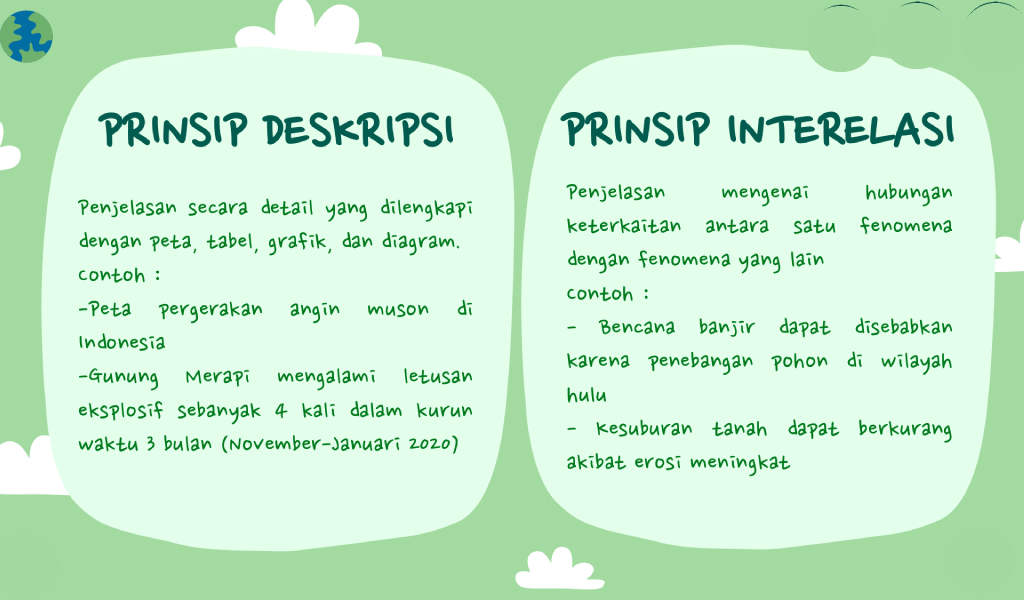 PRINSIP DESKRIPSI
Penjelasan secara detail yang dilengkapi
dengan peta, tabel, grafik, dan diagram.
Contoh :
-Peta pergerakan angin muson di
Indonesia
-Gunung Merapi mengalami letusan
eksplosif sebanyak 4 kali dalam kurun
waktu 3 bulan (November-Januari 2020)
PRINSIP INTERELASI
Penjelasan mengenai hubungan
keterkaitan antara satu fenomena
dengan fenomena yang lain
Contoh :
- Bencana banjir dapat disebabkan
karena penebangan pohon di wilayah
hulu
- Kesuburan tanah dapat berkurang
akibat erosi meningkat